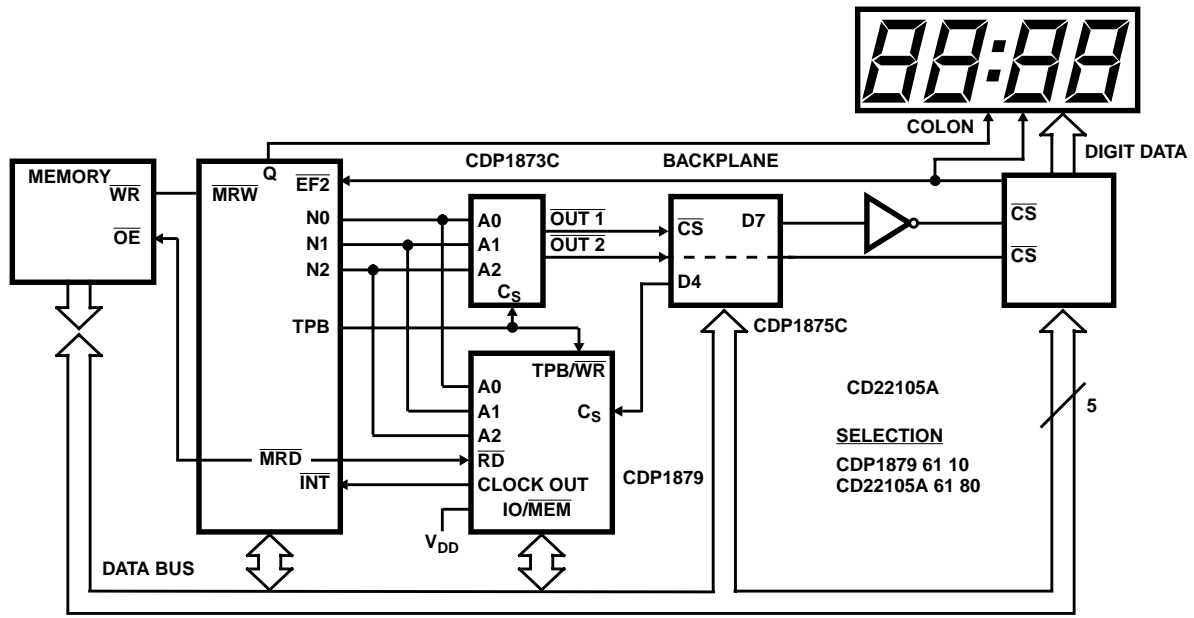 88:88
COLON
DIGIT DATA
CDP1873C
BACKPLANE
MEMORY
WR
OE
Q
MRW
EF2
N0
N1
N2
TPB
MRD
INT
A0
A1
A2
CS
OUT 1
OUT 2
CS
D7
D4
CDP1875C
CS
CS
TPB/WR
A0
A1
A2
CS
RD
CLOCK OUT
IO/MEM
CDP1879
VDD
CD22105A
5
SELECTION
CDP1879 61 10
CD22105A 61 80
DATA BUS